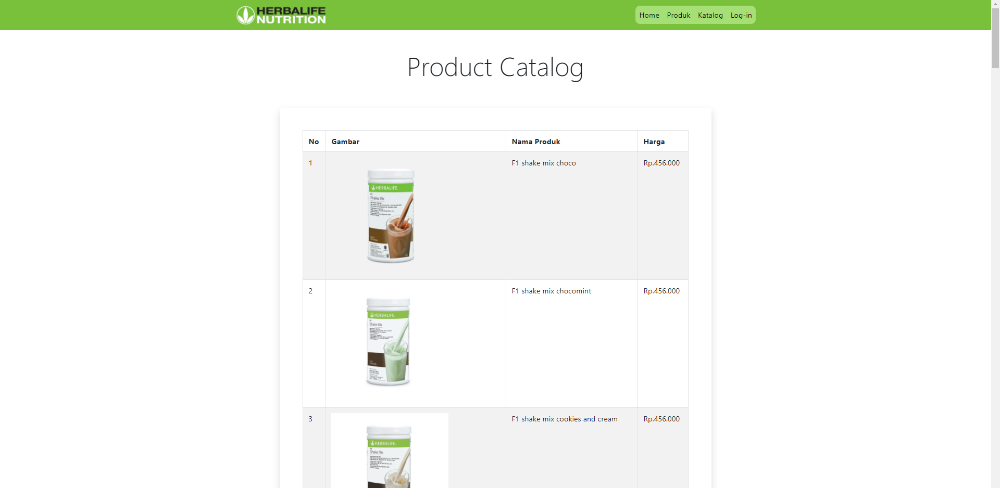 HERBALIFE
NUTRITION
Home Produk Katalog Log-in
Product Catalog
No Gambar Nama Produk Harga
1 F1 shake mix choco Rp.456.000
HERBALIFE.
Shake Mix
2 F1 shake mix chocomint Rp.456.000
HERBALIFE.
Shake Mix
3 F1 shake mix cookies and cream Rp.456.000
HERBALIFE.
Shake Mix